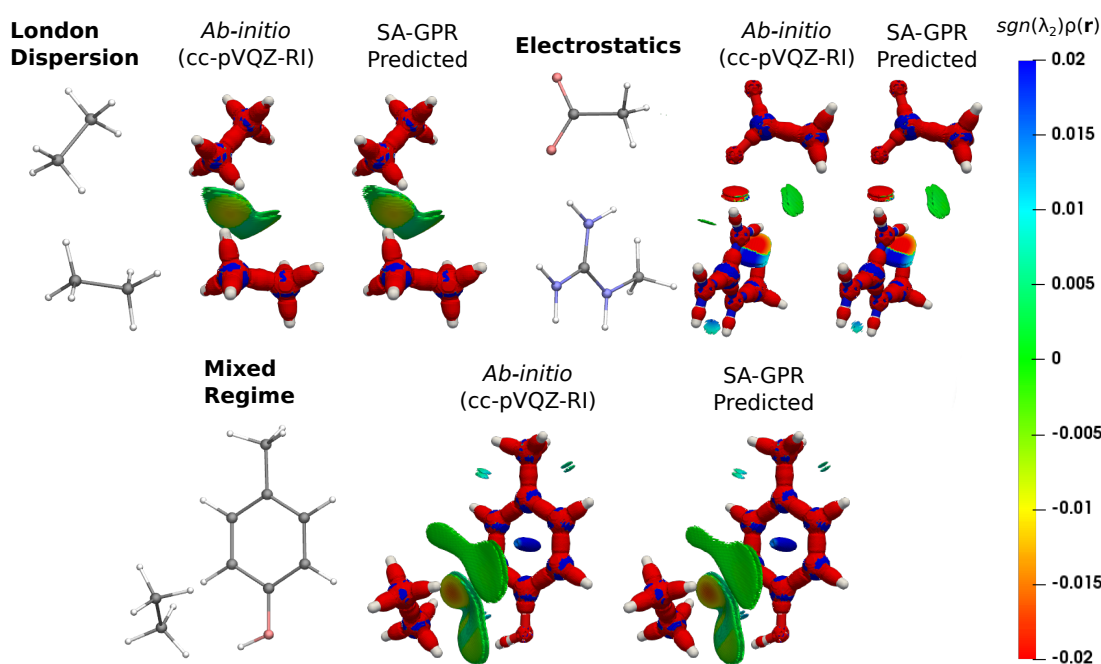 London
Dispersion
Ab-initio
(cc-pVQZ-RI)
SA-GPR
Predicted
Electrostatics
Ab-initio
(cc-pVQZ-RI)
SA-GPR
Predicted
sgn(λ₂)ρ(r)
0.02
0.015
0.01
0.005
0
-0.005
-0.01
-0.015
-0.02
Mixed
Regime
Ab-initio
(cc-pVQZ-RI)
SA-GPR
Predicted